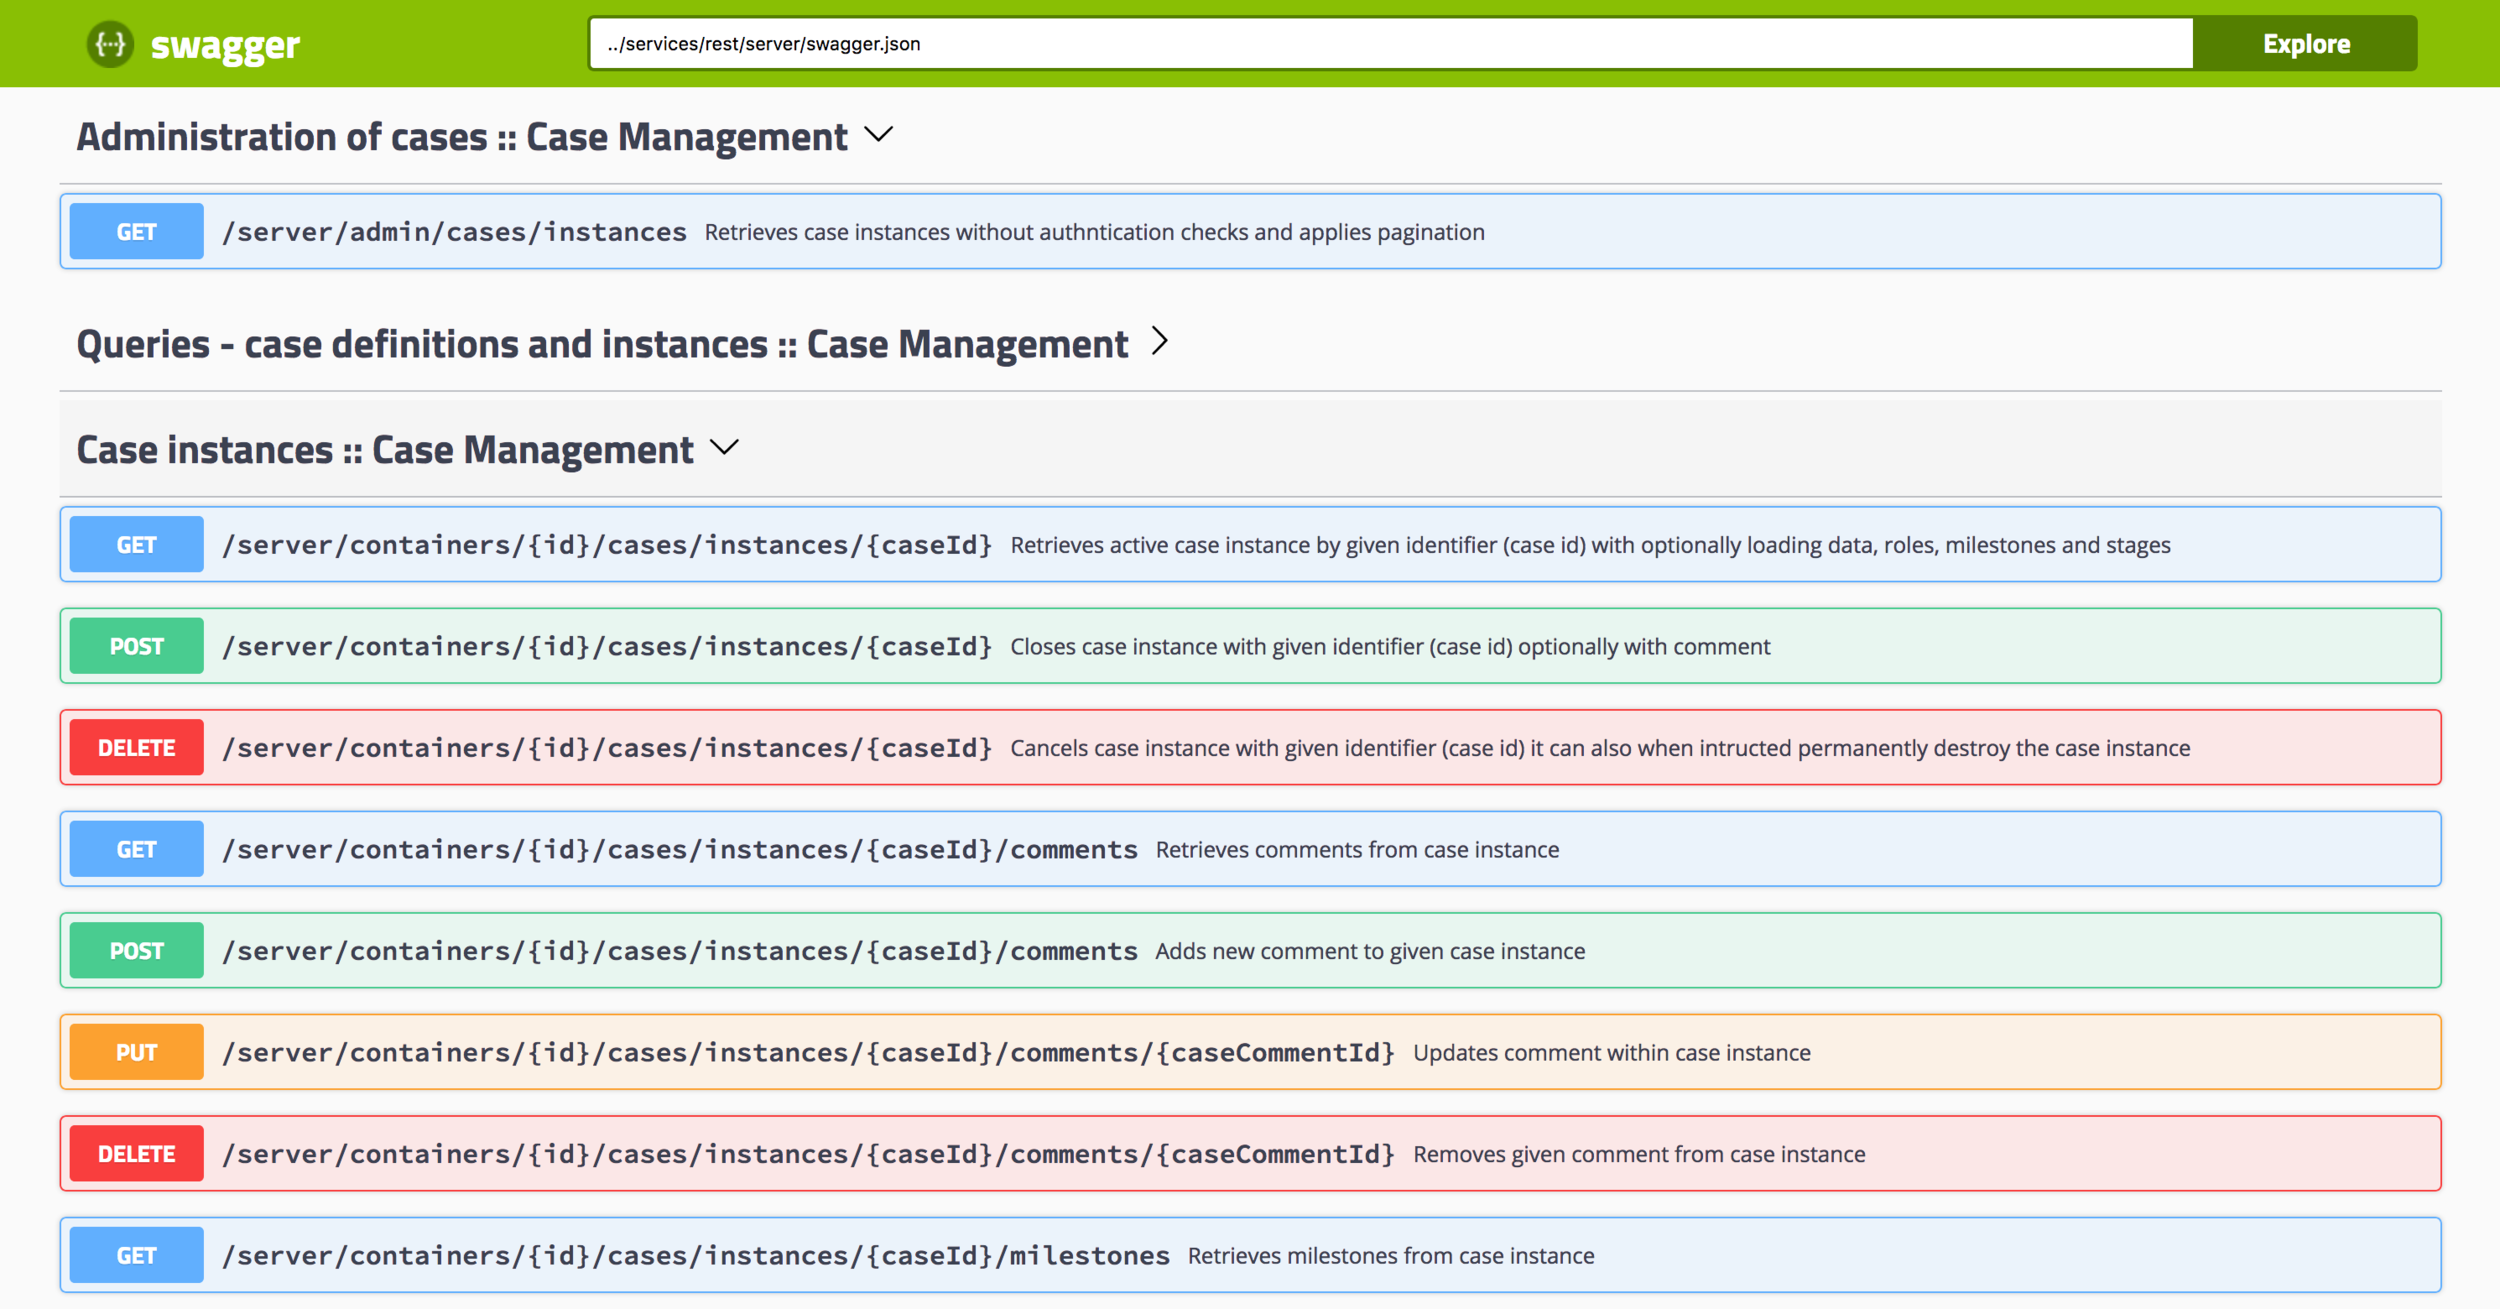 {···} swagger
../services/rest/server/swagger.json
Explore
Administration of cases :: Case Management
GET /server/admin/cases/instances Retrieves case instances without authntication checks and applies pagination
Queries - case definitions and instances :: Case Management
Case instances :: Case Management
GET /server/containers/{id}/cases/instances/{caseId} Retrieves active case instance by given identifier (case id) with optionally loading data, roles, milestones and stages
POST /server/containers/{id}/cases/instances/{caseId} Closes case instance with given identifier (case id) optionally with comment
DELETE /server/containers/{id}/cases/instances/{caseId} Cancels case instance with given identifier (case id) it can also when intructed permanently destroy the case instance
GET /server/containers/{id}/cases/instances/{caseId}/comments Retrieves comments from case instance
POST /server/containers/{id}/cases/instances/{caseId}/comments Adds new comment to given case instance
PUT /server/containers/{id}/cases/instances/{caseId}/comments/{caseCommentId} Updates comment within case instance
DELETE /server/containers/{id}/cases/instances/{caseId}/comments/{caseCommentId} Removes given comment from case instance
GET /server/containers/{id}/cases/instances/{caseId}/milestones Retrieves milestones from case instance